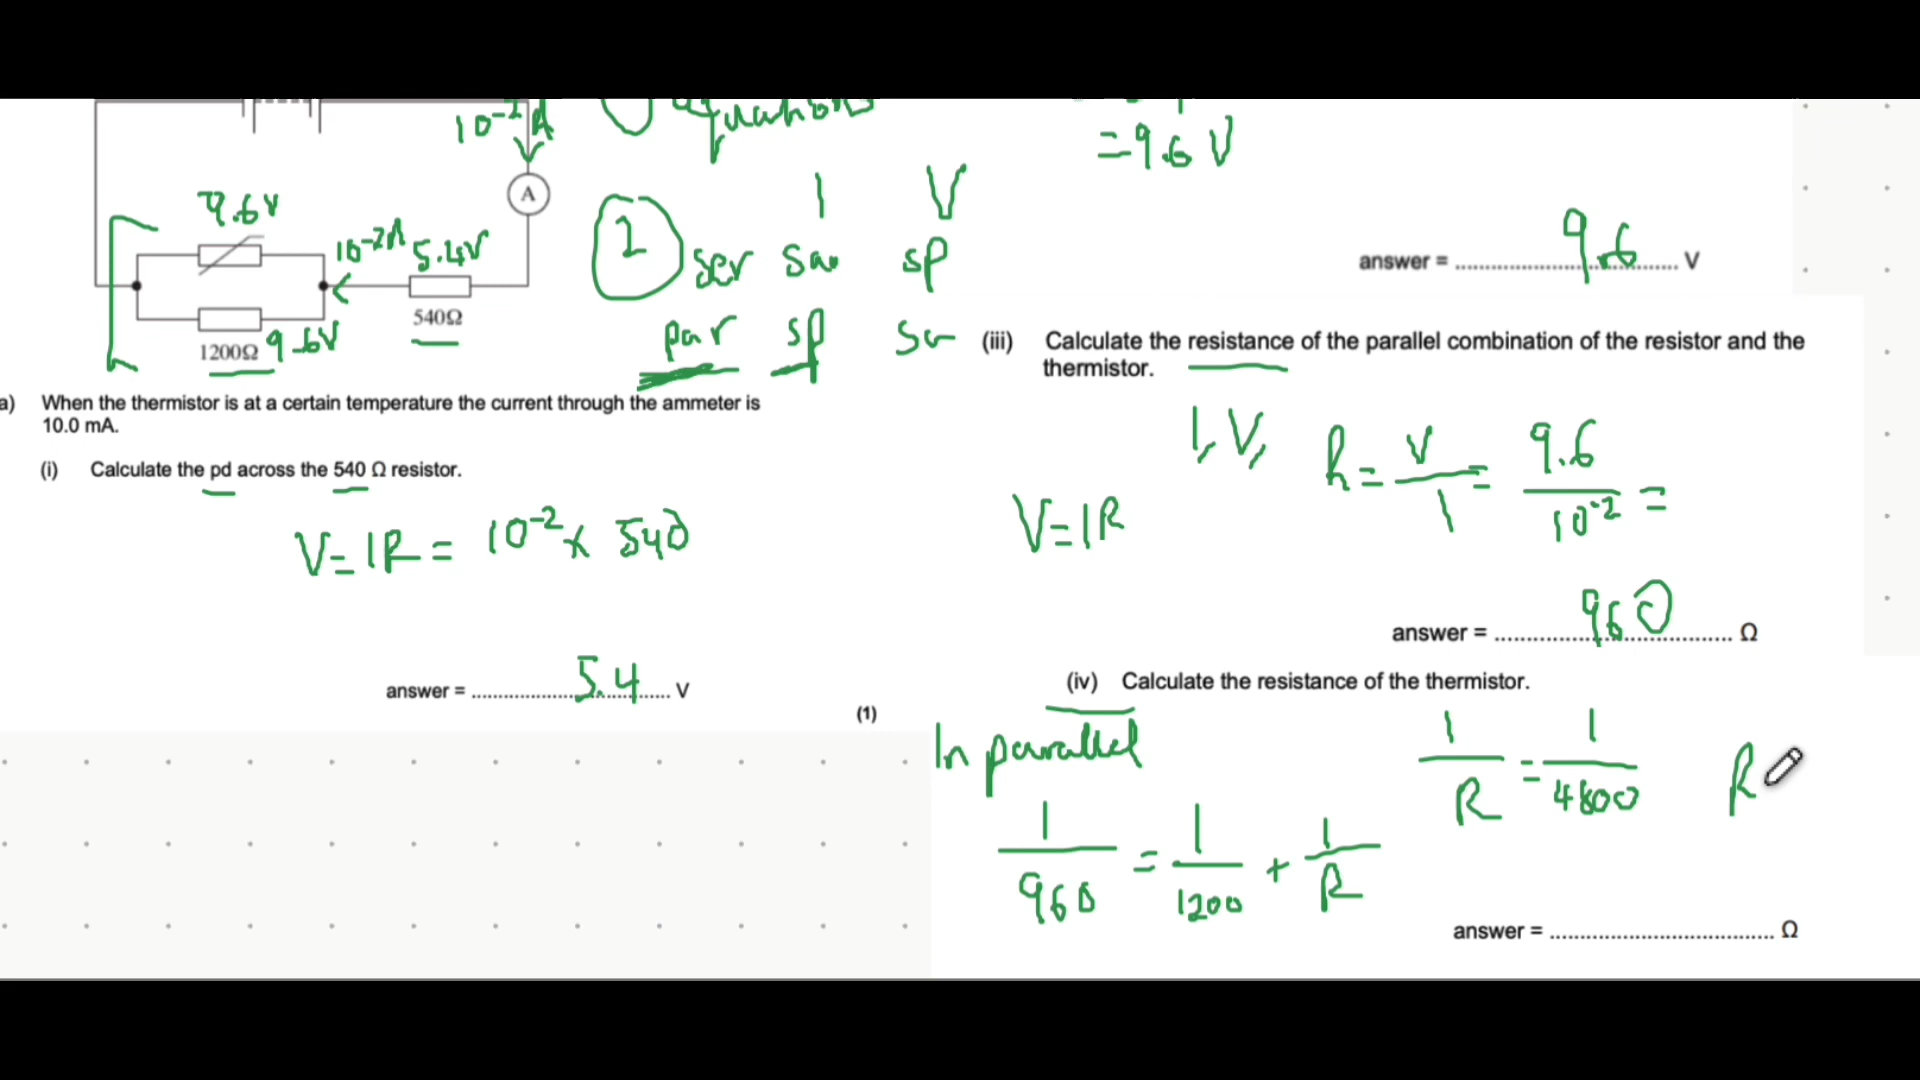 10⁻² A
quations
= 9.6 V
A
9.6V
10⁻²A
5.4V
540Ω
1200Ω
9.6V
2
I V
ser sa sp
par sp sa
answer = 9.6 V
(iii) Calculate the resistance of the parallel combination of the resistor and the
thermistor.
I, V,
R = V/I = 9.6/10⁻² =
V=IR
answer = 960 Ω
a) When the thermistor is at a certain temperature the current through the ammeter is
10.0 mA.
(i) Calculate the pd across the 540 Ω resistor.
V=IR = 10⁻² x 540
answer = 5.4 V
(1)
(iv) Calculate the resistance of the thermistor.
In parallel
1/960 = 1/1200 + 1/R
1/R = 1/4800
R
answer = Ω